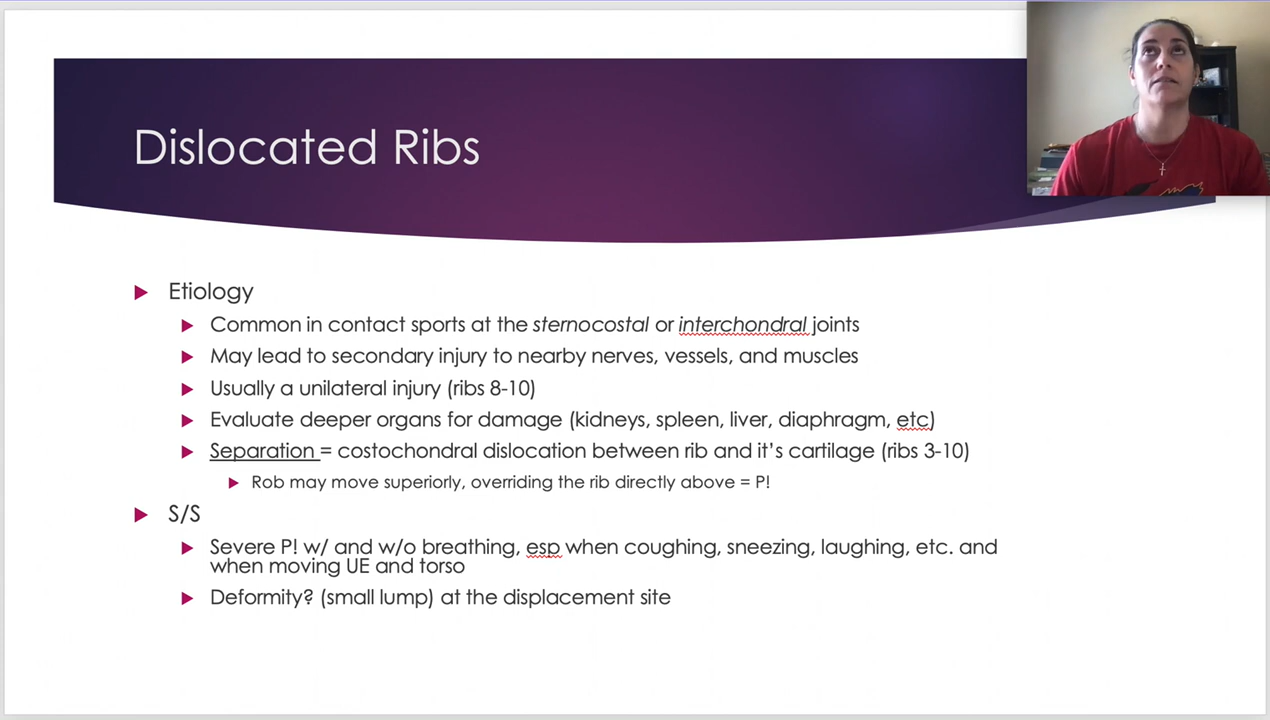 Dislocated Ribs
Etiology
Common in contact sports at the sternocostal or interchondral joints
May lead to secondary injury to nearby nerves, vessels, and muscles
Usually a unilateral injury (ribs 8-10)
Evaluate deeper organs for damage (kidneys, spleen, liver, diaphragm, etc)
Separation = costochondral dislocation between rib and it's cartilage (ribs 3-10)
Rob may move superiorly, overriding the rib directly above = P!
S/S
Severe P! w/ and w/o breathing, esp when coughing, sneezing, laughing, etc. and
when moving UE and torso
Deformity? (small lump) at the displacement site